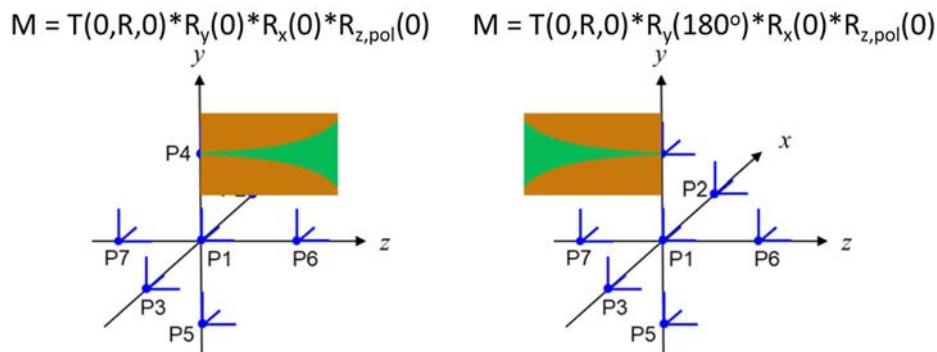 M = T(0,R,0)*Ry(0)*Rx(0)*Rz,pol(0)
M = T(0,R,0)*Ry(180º)*Rx(0)*Rz,pol(0)
y
P4
P7
P1
P6
z
P3
P5
y
x
P2
P7
P1
P6
z
P3
P5